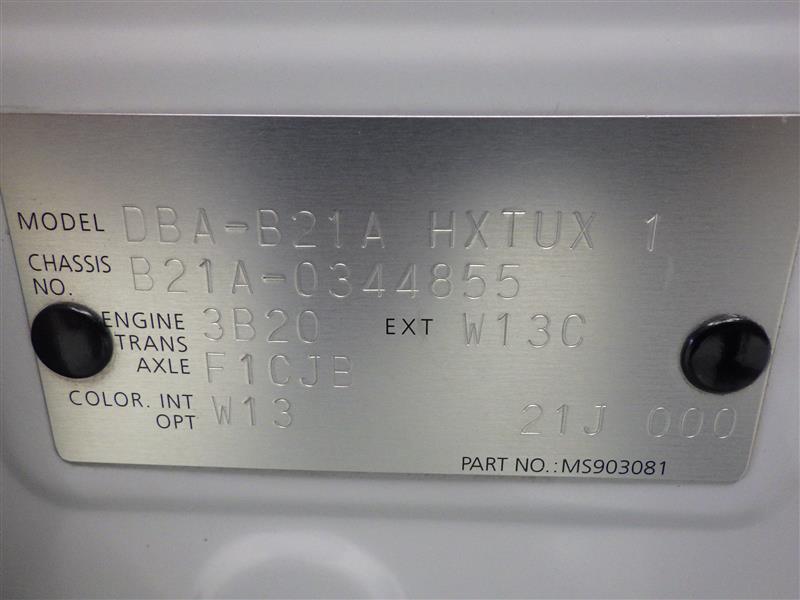 MODEL DBA-B21A HXTUX 1
CHASSIS NO. B21A-0344855
ENGINE 3B20 EXT W13C
TRANS AXLE F1CJB
COLOR. INT OPT W13 21J 000
PART NO.:MS903081